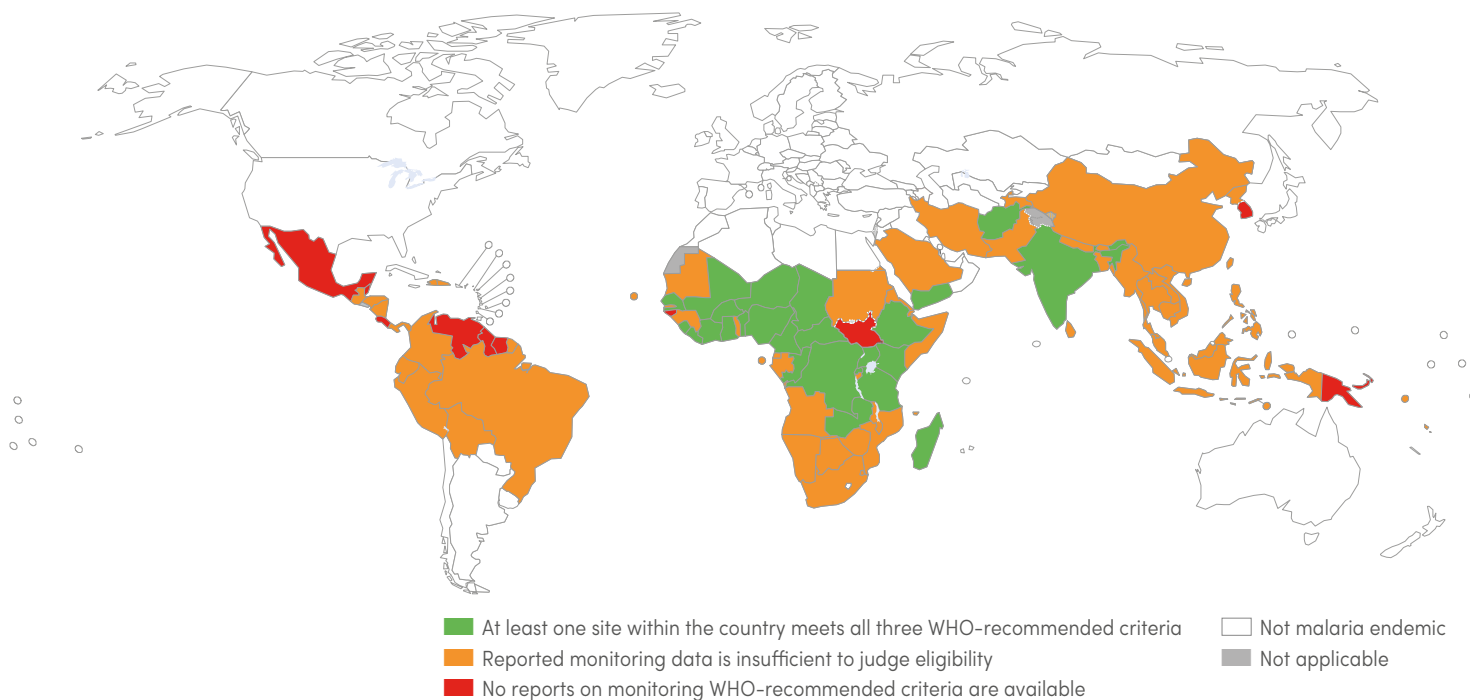 At least one site within the country meets all three WHO-recommended criteria
Reported monitoring data is insufficient to judge eligibility
No reports on monitoring WHO-recommended criteria are available
Not malaria endemic
Not applicable